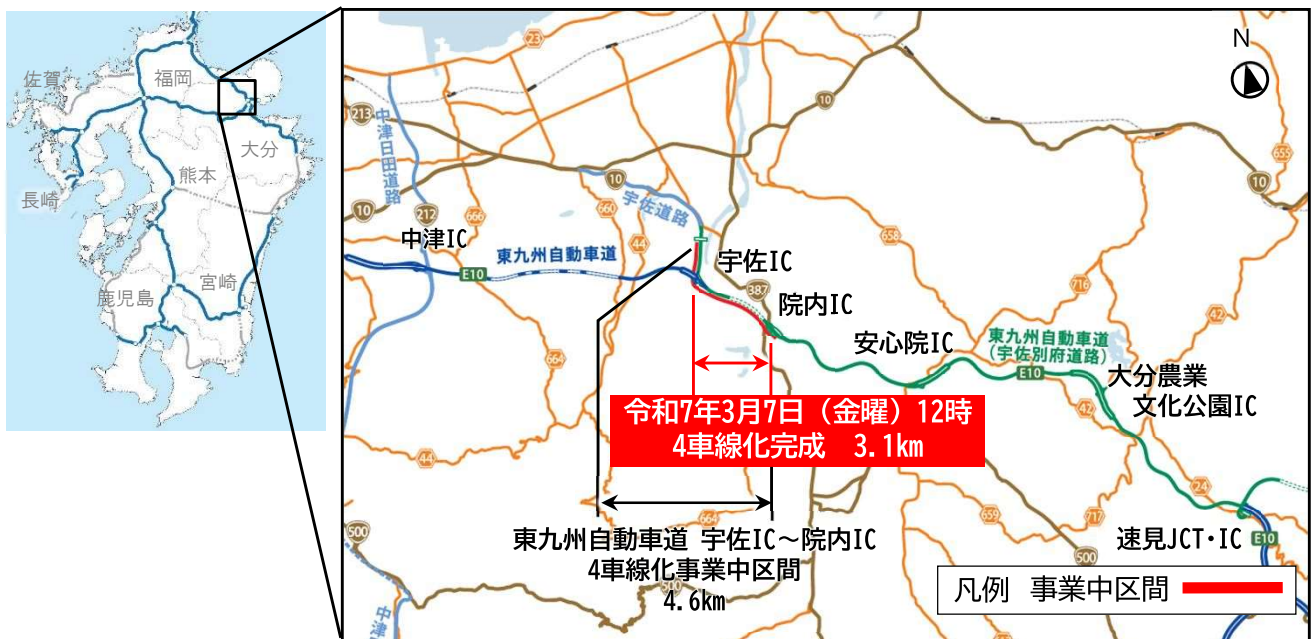 佐賀
福岡
大分
熊本
長崎
宮崎
鹿児島
N
23
213
10
中津日田道路
655
10
10
宇佐道路
660
10
212
666
44
658
中津IC
東九州自動車道
E10
宇佐IC
387
院内IC
716
42
安心院IC
東九州自動車道
(宇佐別府道路)
E10
664
大分農業
文化公園IC
42
令和7年3月7日（金曜）12時
4車線化完成　3.1km
44
24
664
659
717
500
500
東九州自動車道 宇佐IC～院内IC
4車線化事業中区間
4.6km
500
速見JCT・IC
E10
中津
凡例　事業中区間